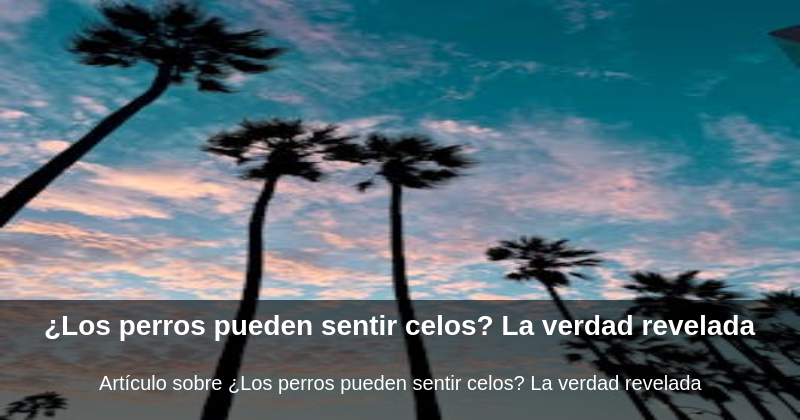 ¿Los perros pueden sentir celos? La verdad revelada
Artículo sobre ¿Los perros pueden sentir celos? La verdad revelada